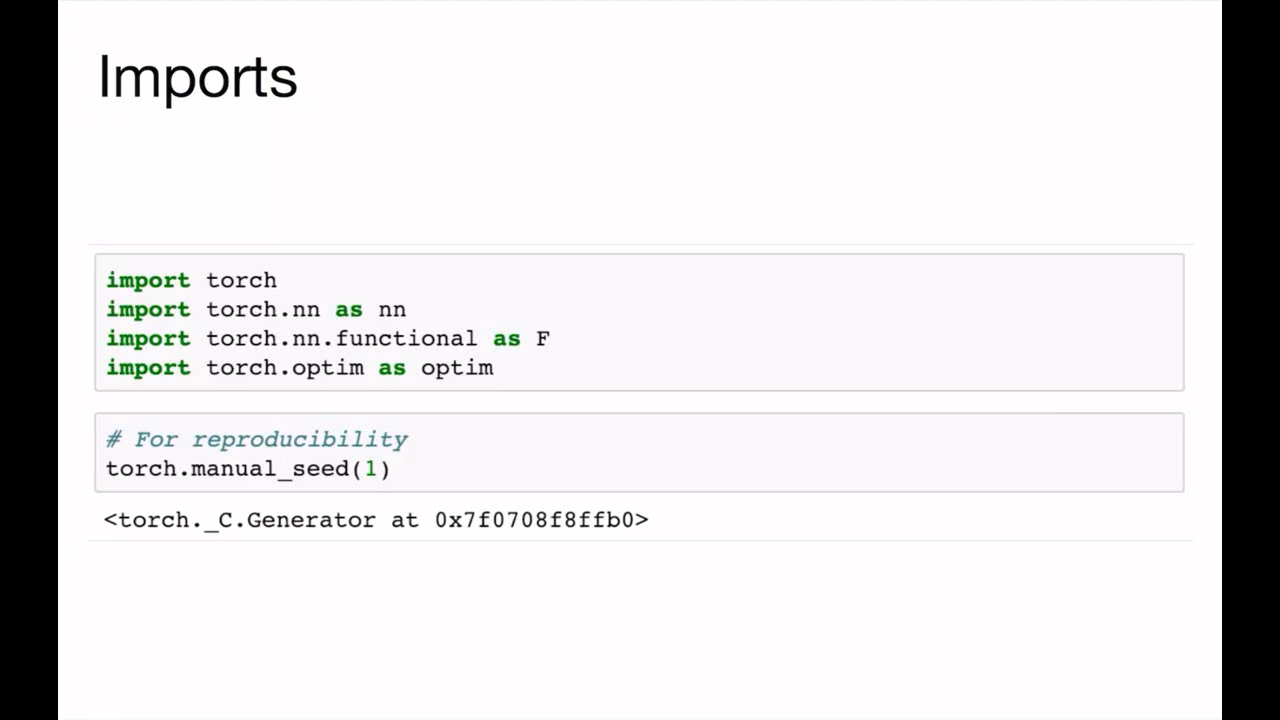 Imports
import torch
import torch.nn as nn
import torch.nn.functional as F
import torch.optim as optim
# For reproducibility
torch.manual_seed(1)
<torch._C.Generator at 0x7f0708f8ffb0>